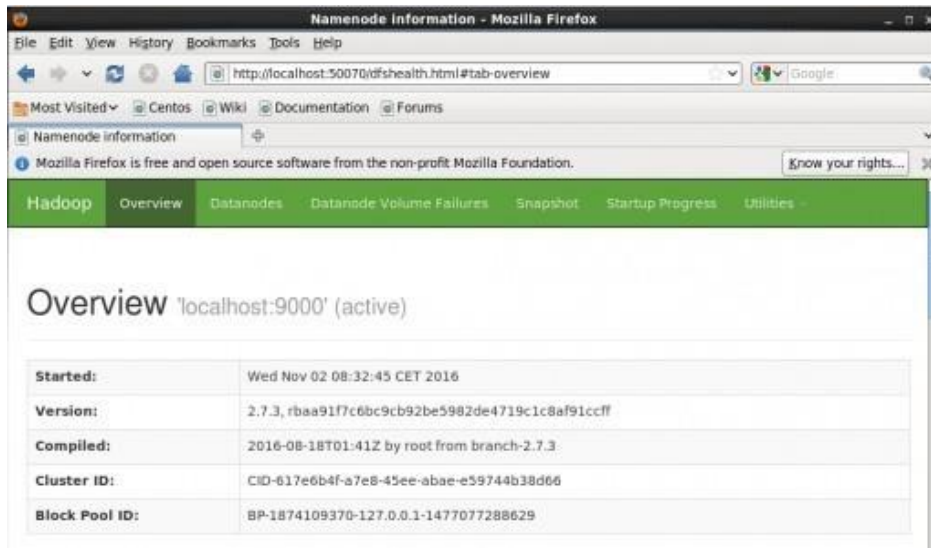 Namenode information - Mozilla Firefox
File Edit View History Bookmarks Tools Help
http://localhost:50070/dfshealth.html#tab-overview
Google
Most Visited Centos Wiki Documentation Forums
Namenode information
Mozilla Firefox is free and open source software from the non-profit Mozilla Foundation.
Know your rights...
Hadoop Overview Datanodes Datanode Volume Failures Snapshot Startup Progress Utilities
Overview 'localhost:9000' (active)
Started: Wed Nov 02 08:32:45 CET 2016
Version: 2.7.3, rbaa91f7c6bc9cb92be5982de4719c1c8af91ccff
Compiled: 2016-08-18T01:41Z by root from branch-2.7.3
Cluster ID: CID-617e6b4f-a7e8-45ee-abae-e59744b38d66
Block Pool ID: BP-1874109370-127.0.0.1-1477077288629